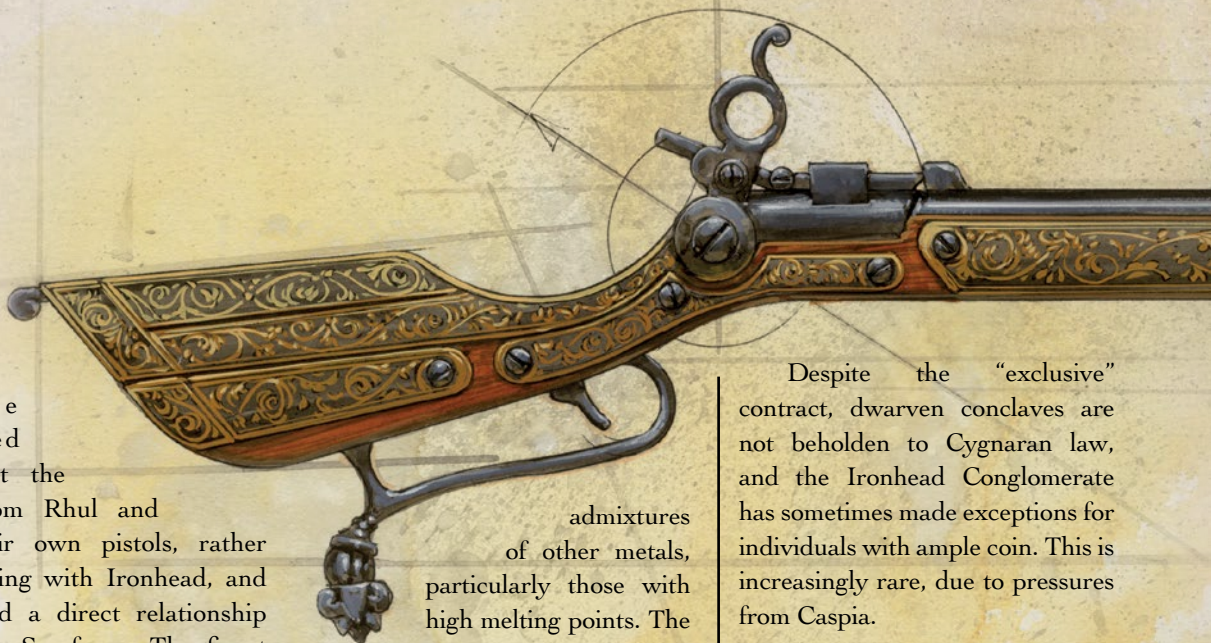 the
om Rhul and
own pistols, rather
with Ironhead, and
a direct relationship
admixtures
of other metals,
particularly those with
high melting points. The
Despite the “exclusive”
contract, dwarven conclaves are
not beholden to Cygnaran law,
and the Ironhead Conglomerate
has sometimes made exceptions for
individuals with ample coin. This is
increasingly rare, due to pressures
from Caspia.